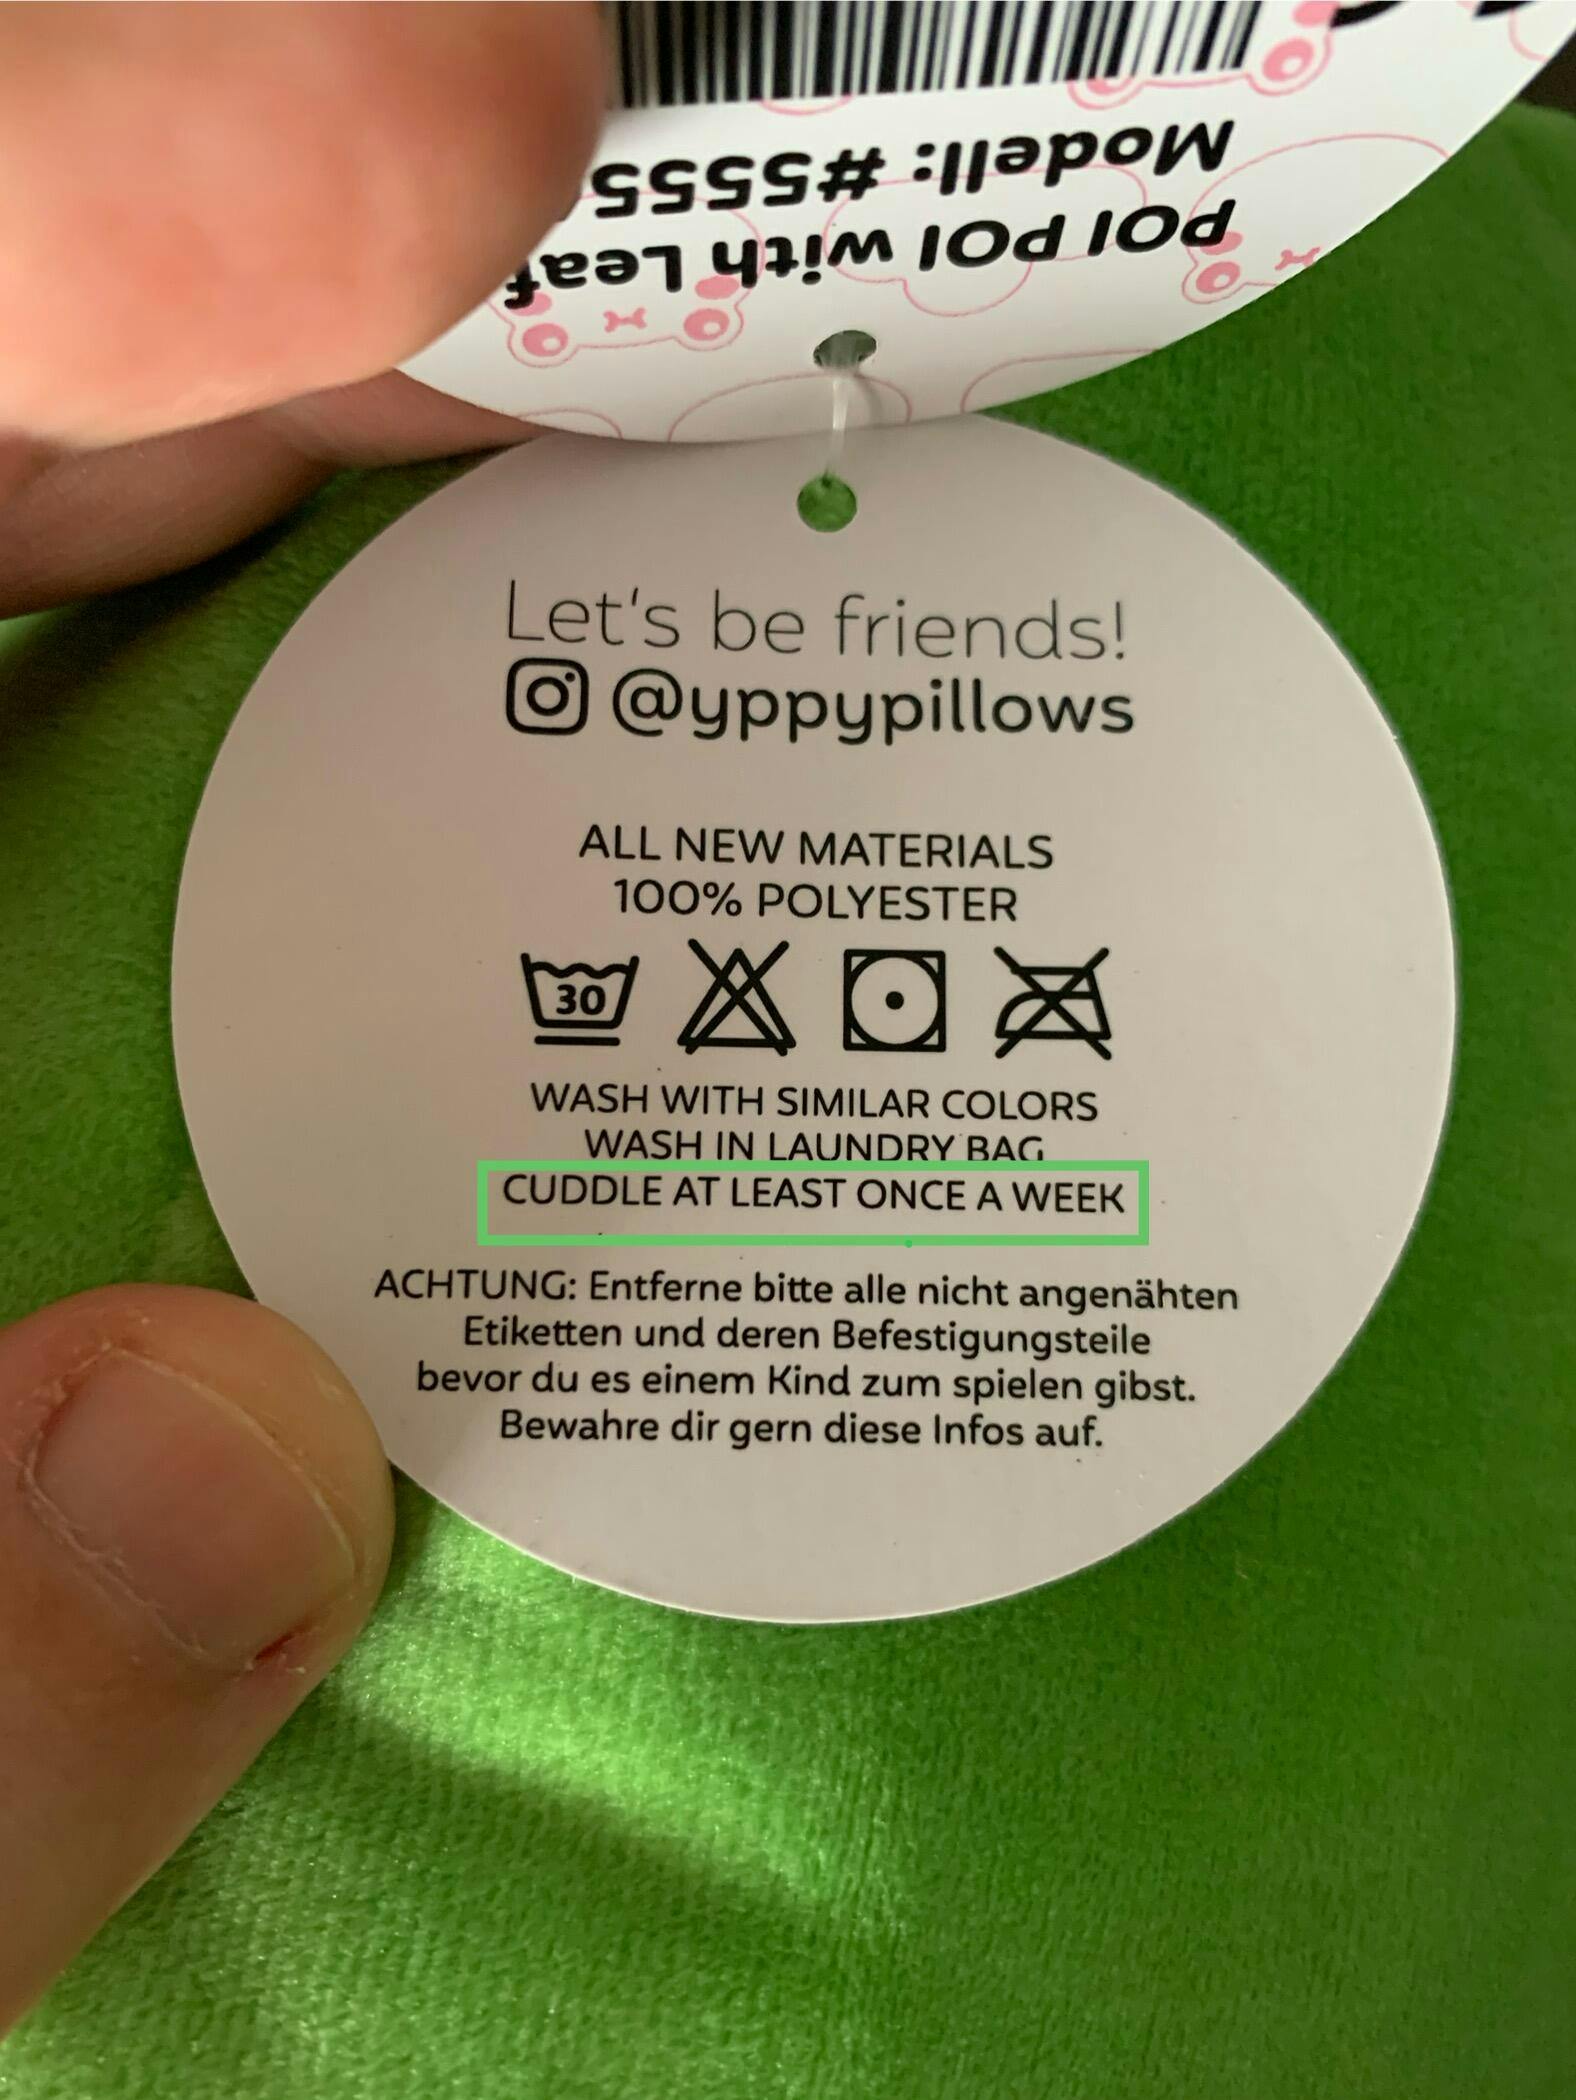 Modell: #5555
POI POI with Leaf
Let's be friends!
@yppypillows
ALL NEW MATERIALS
100% POLYESTER
30
WASH WITH SIMILAR COLORS
WASH IN LAUNDRY BAG
CUDDLE AT LEAST ONCE A WEEK
ACHTUNG: Entferne bitte alle nicht angenähten
Etiketten und deren Befestigungsteile
bevor du es einem Kind zum spielen gibst.
Bewahre dir gern diese Infos auf.